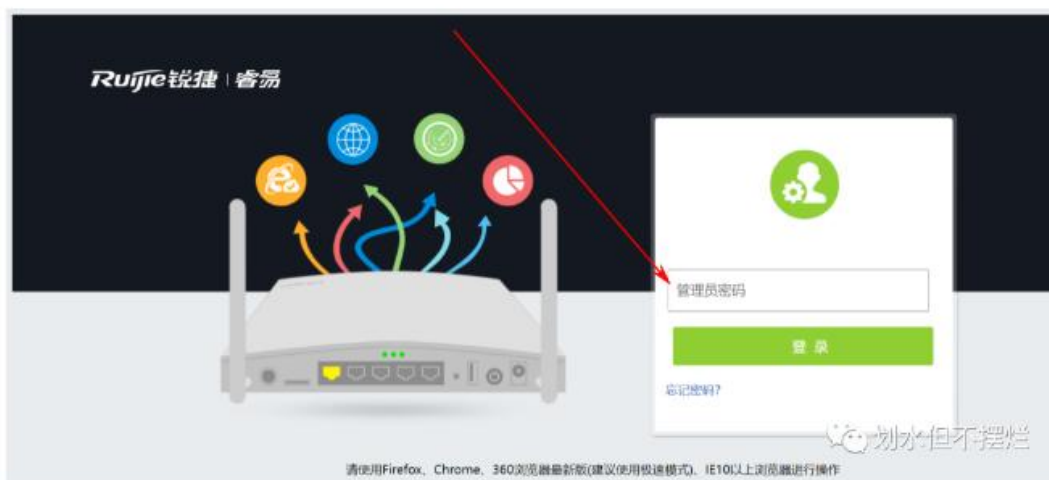 Ruijie锐捷 | 睿易
管理员密码
登 录
忘记密码?
划水但不摆烂
请使用Firefox、Chrome、360浏览器最新版(建议使用极速模式)、IE10以上浏览器进行操作